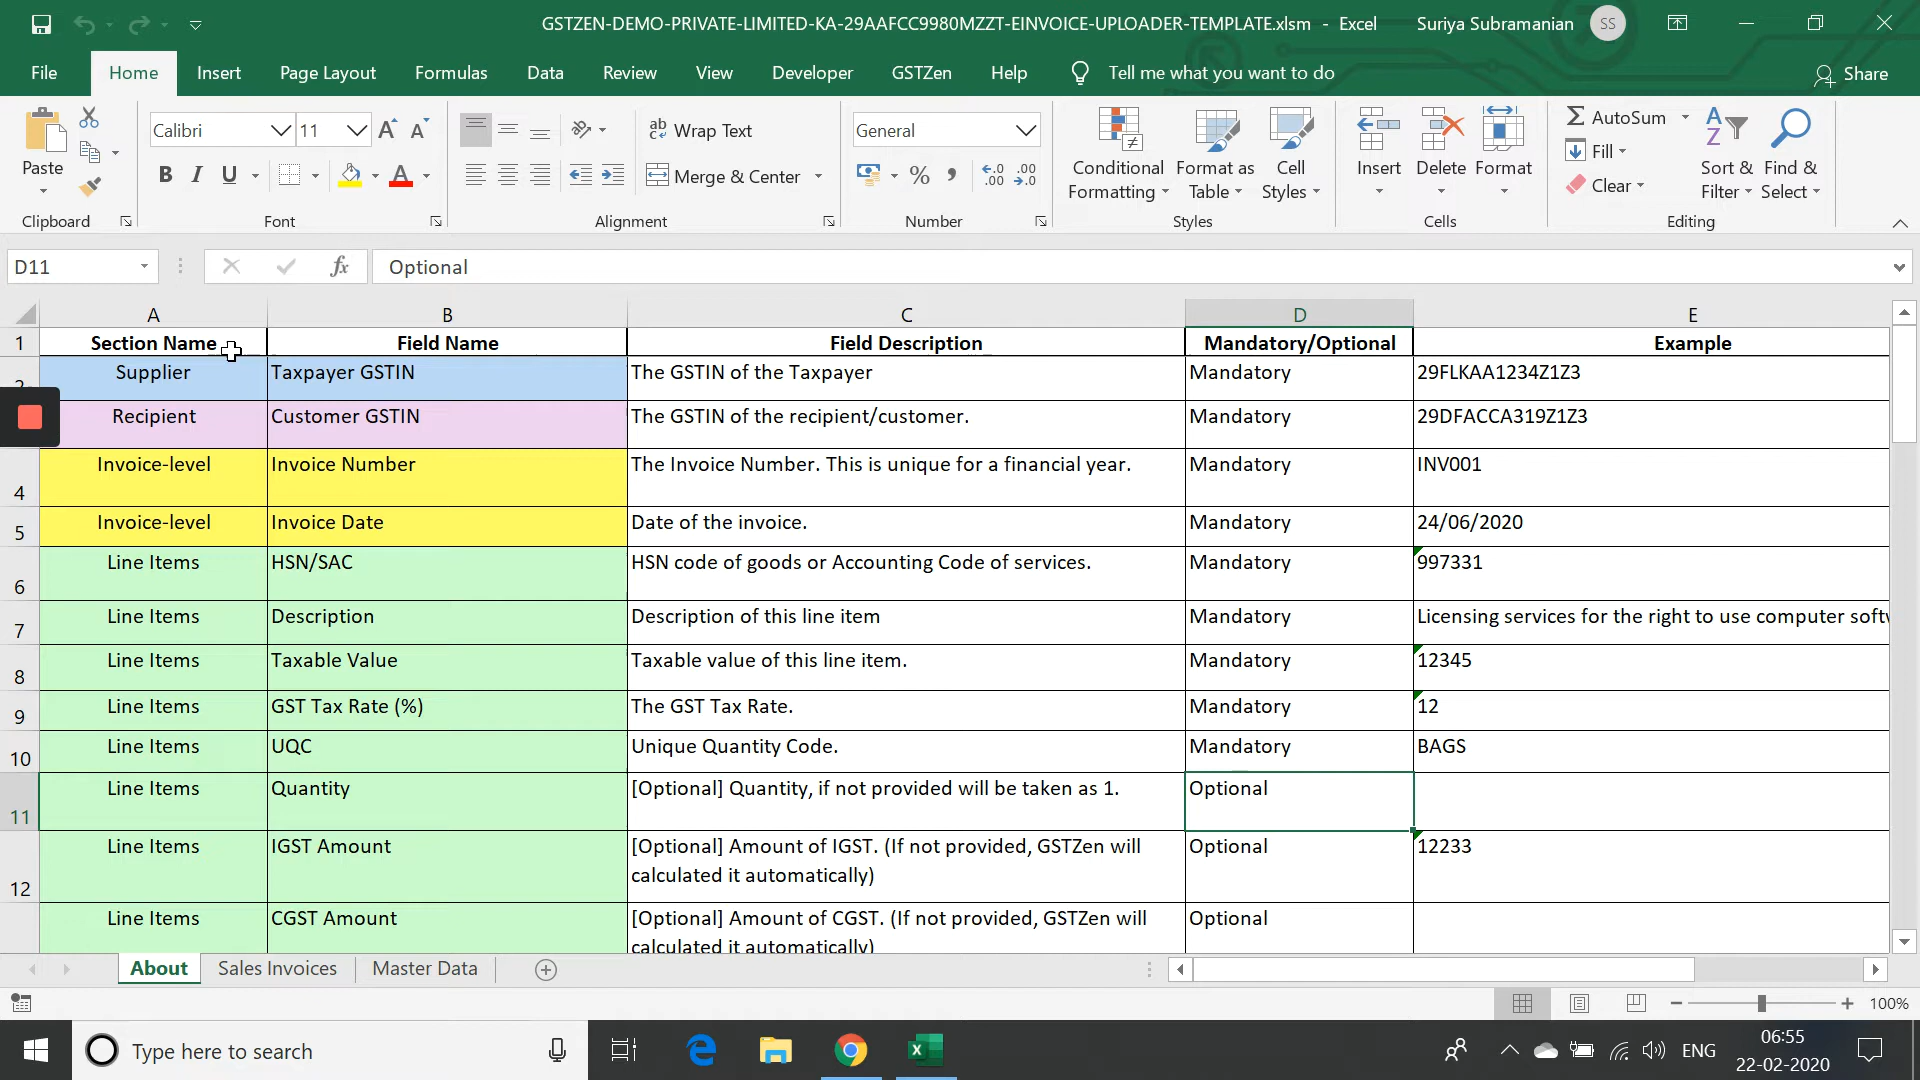 GSTZEN-DEMO-PRIVATE-LIMITED-KA-29AAFCC9980MZZT-EINVOICE-UPLOADER-TEMPLATE.xlsm - Excel
Suriya Subramanian SS
File Home Insert Page Layout Formulas Data Review View Developer GSTZen Help Tell me what you want to do Share
Calibri 11 Wrap Text General AutoSum
Paste Conditional Format as Cell Insert Delete Format Fill Sort & Find &
B I U A Merge & Center % Formatting Table Styles Clear Filter Select
Clipboard Font Alignment Number Styles Cells Editing
D11 fx Optional
A B C D E
1 Section Name Field Name Field Description Mandatory/Optional Example
Supplier Taxpayer GSTIN The GSTIN of the Taxpayer Mandatory 29FLKAA1234Z1Z3
Recipient Customer GSTIN The GSTIN of the recipient/customer. Mandatory 29DFACCA319Z1Z3
4 Invoice-level Invoice Number The Invoice Number. This is unique for a financial year. Mandatory INV001
5 Invoice-level Invoice Date Date of the invoice. Mandatory 24/06/2020
6 Line Items HSN/SAC HSN code of goods or Accounting Code of services. Mandatory 997331
7 Line Items Description Description of this line item Mandatory Licensing services for the right to use computer softw
8 Line Items Taxable Value Taxable value of this line item. Mandatory 12345
9 Line Items GST Tax Rate (%) The GST Tax Rate. Mandatory 12
10 Line Items UQC Unique Quantity Code. Mandatory BAGS
11 Line Items Quantity [Optional] Quantity, if not provided will be taken as 1. Optional
12 Line Items IGST Amount [Optional] Amount of IGST. (If not provided, GSTZen will Optional 12233
calculated it automatically)
Line Items CGST Amount [Optional] Amount of CGST. (If not provided, GSTZen will Optional
calculated it automatically)
About Sales Invoices Master Data
100%
Type here to search ENG 06:55
22-02-2020